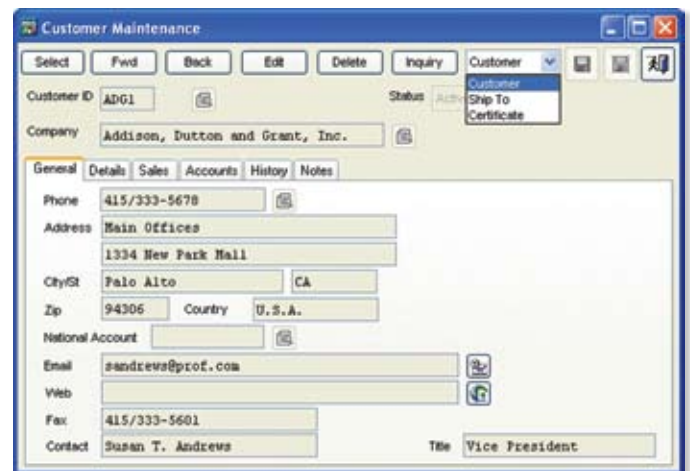 Customer Maintenance
Select Fwd Back Edit Delete Inquiry Customer
Customer
Ship To
Certificate
Customer ID ADG1 Status
Company Addison, Dutton and Grant, Inc.
General Details Sales Accounts History Notes
Phone 415/333-5678
Address Main Offices
1334 New Park Mall
City/St Palo Alto CA
Zip 94306 Country U.S.A.
National Account
Email sandrews@prof.com
Web
Fax 415/333-5601
Contact Susan T. Andrews Title Vice President